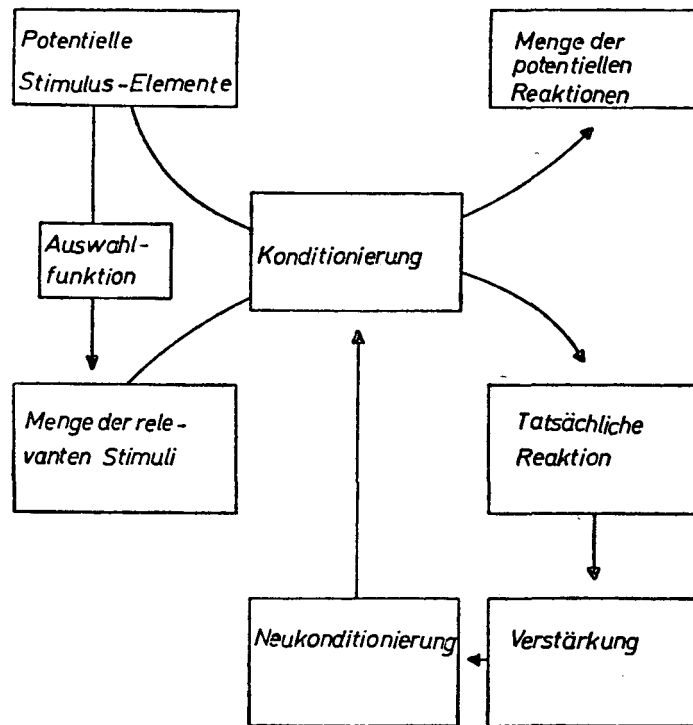 Potentielle
Stimulus-Elemente
Menge der
potentiellen
Reaktionen
Auswahl-
funktion
Konditionierung
Menge der rele-
vanten Stimuli
Tatsächliche
Reaktion
Neukonditionierung
Verstärkung